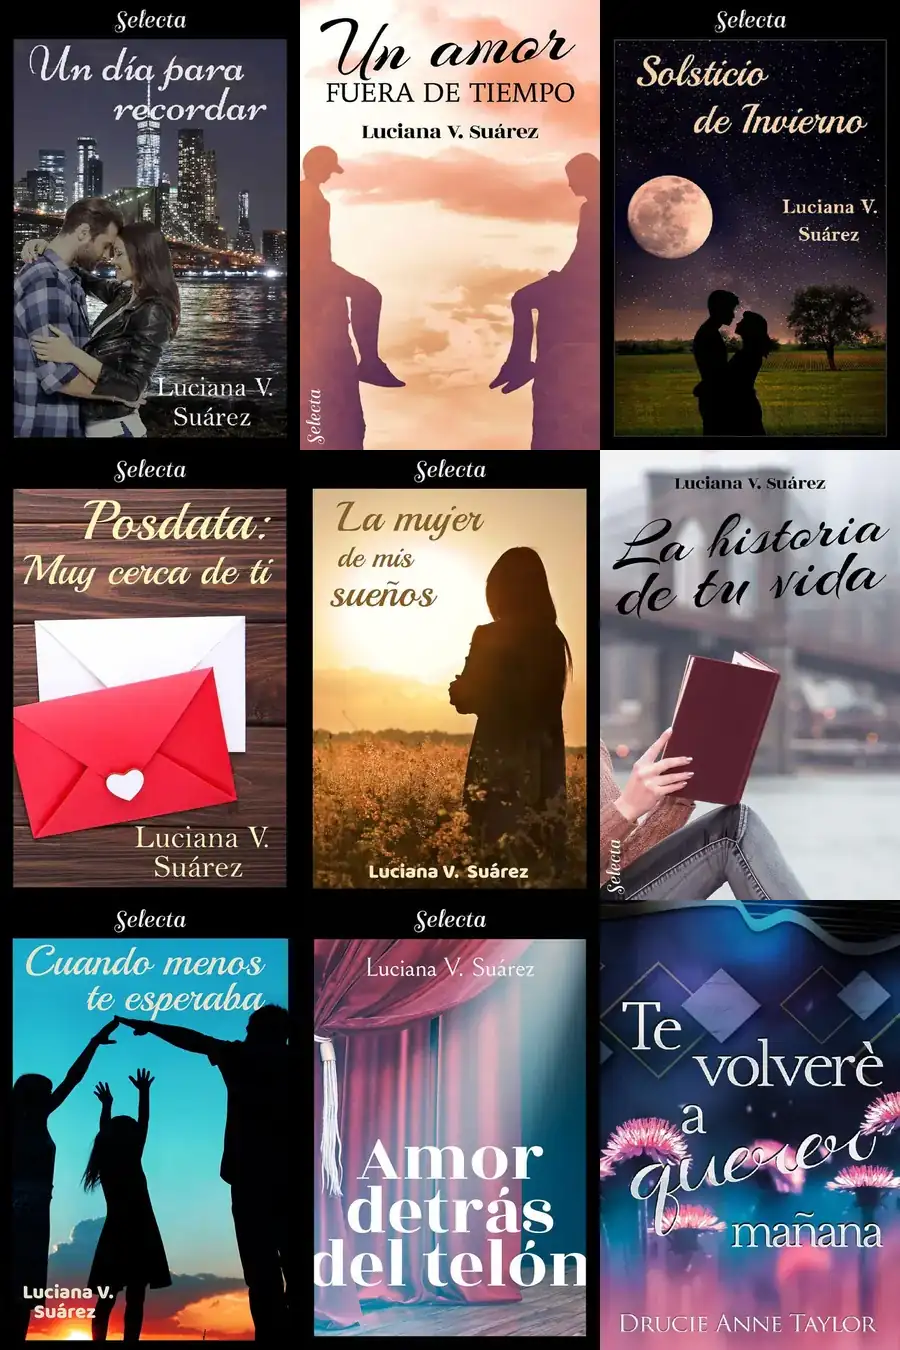 Selecta
Un día para
recordar
Luciana V.
Suárez
Un amor
FUERA DE TIEMPO
Luciana V. Suárez
Selecta
Selecta
Solsticio
de Invierno
Luciana V.
Suárez
Selecta
Posdata:
Muy cerca de ti
Luciana V.
Suárez
Selecta
La mujer
de mis
sueños
Luciana V. Suárez
Luciana V. Suárez
La historia
de tu vida
Selecta
Selecta
Cuando menos
te esperaba
Luciana V.
Suárez
Selecta
Luciana V. Suárez
Amor
detrás
del telón
Te
volverè
a
querer
mañana
DRUCIE ANNE TAYLOR